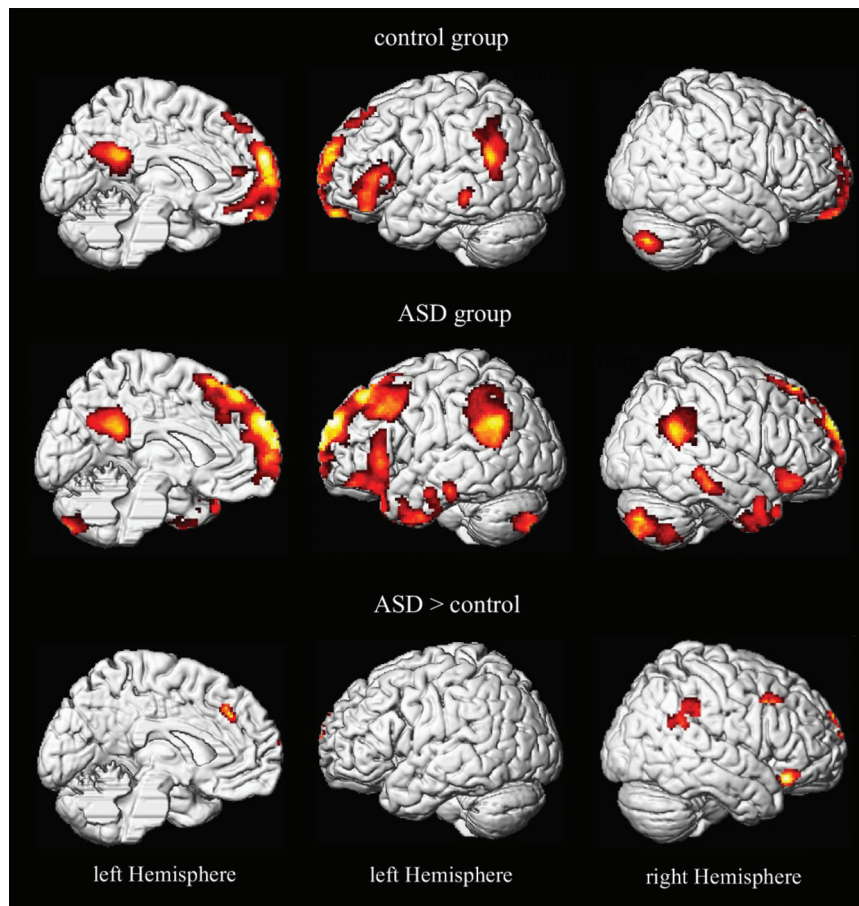 control group
ASD group
ASD > control
left Hemisphere
left Hemisphere
right Hemisphere